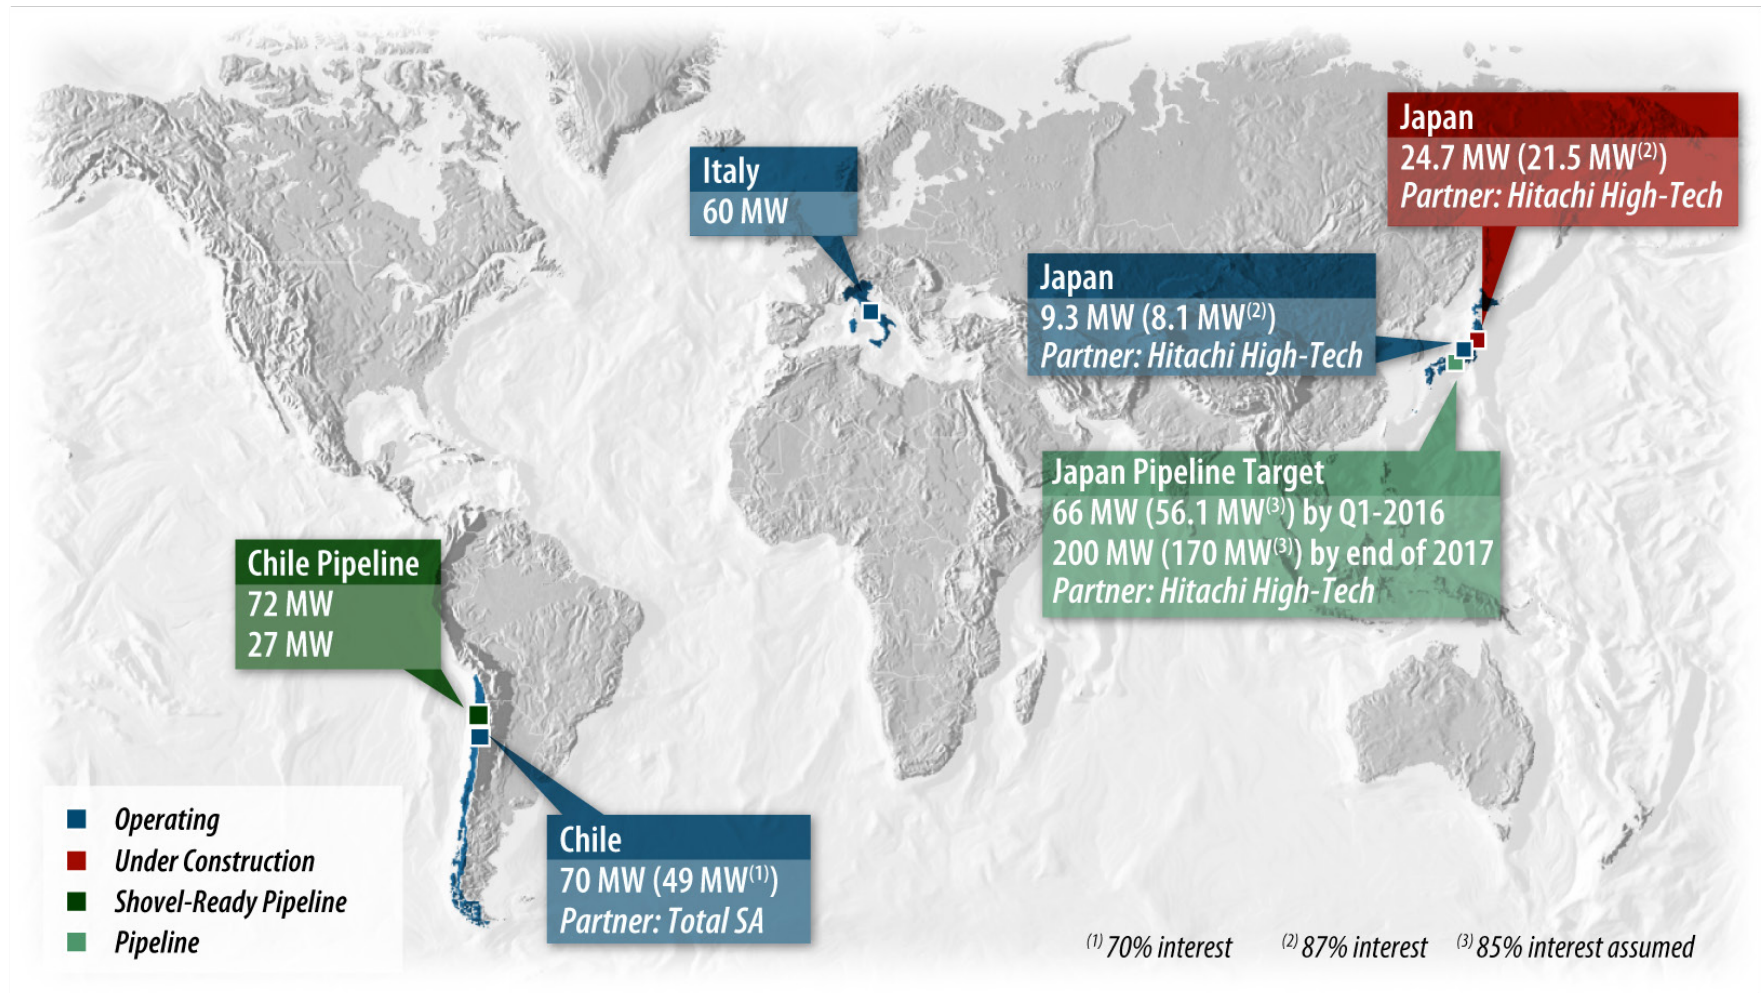 Japan
24.7 MW (21.5 MW(2))
Partner: Hitachi High-Tech
Italy
60 MW
Japan
9.3 MW (8.1 MW(2))
Partner: Hitachi High-Tech
Japan Pipeline Target
66 MW (56.1 MW(3)) by Q1-2016
200 MW (170 MW(3)) by end of 2017
Partner: Hitachi High-Tech
Chile Pipeline
72 MW
27 MW
Chile
70 MW (49 MW(1))
Partner: Total SA
Operating
Under Construction
Shovel-Ready Pipeline
Pipeline
(1) 70% interest (2) 87% interest (3) 85% interest assumed